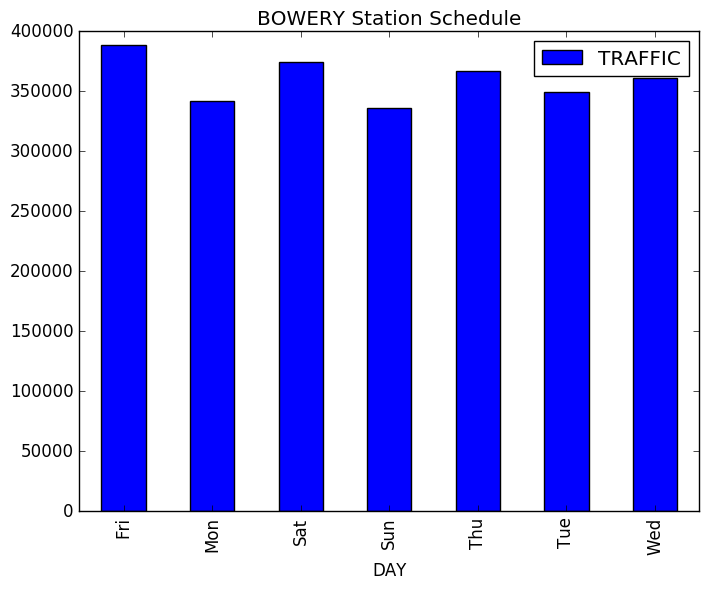 BOWERY Station Schedule
TRAFFIC
400000
350000
300000
250000
200000
150000
100000
50000
0
Fri Mon Sat Sun Thu Tue Wed
DAY